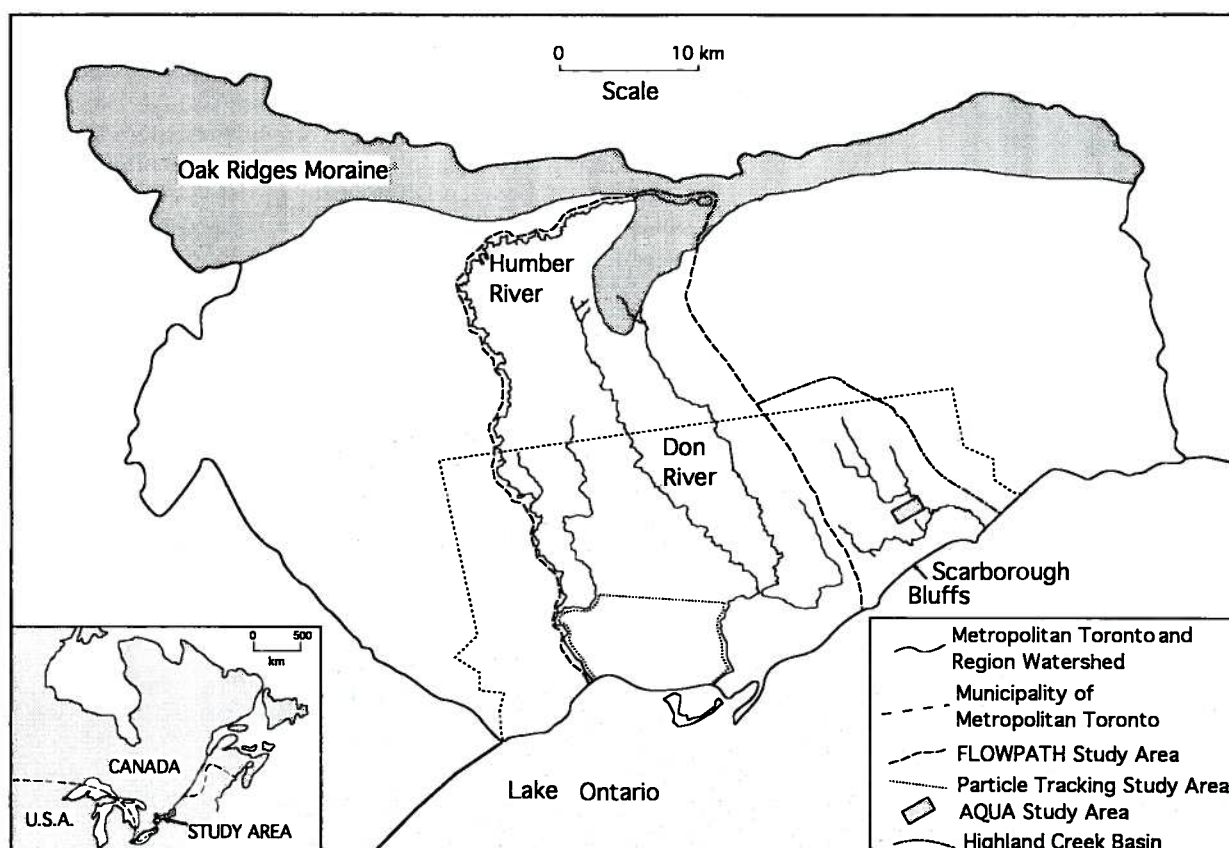 0 10 km
Scale
Oak Ridges Moraine
Humber
River
Don
River
Scarborough
Bluffs
Lake Ontario
0 500
km
CANADA
U.S.A.
STUDY AREA
Metropolitan Toronto and
Region Watershed
Municipality of
Metropolitan Toronto
FLOWPATH Study Area
Particle Tracking Study Area
AQUA Study Area
Highland Creek Basin